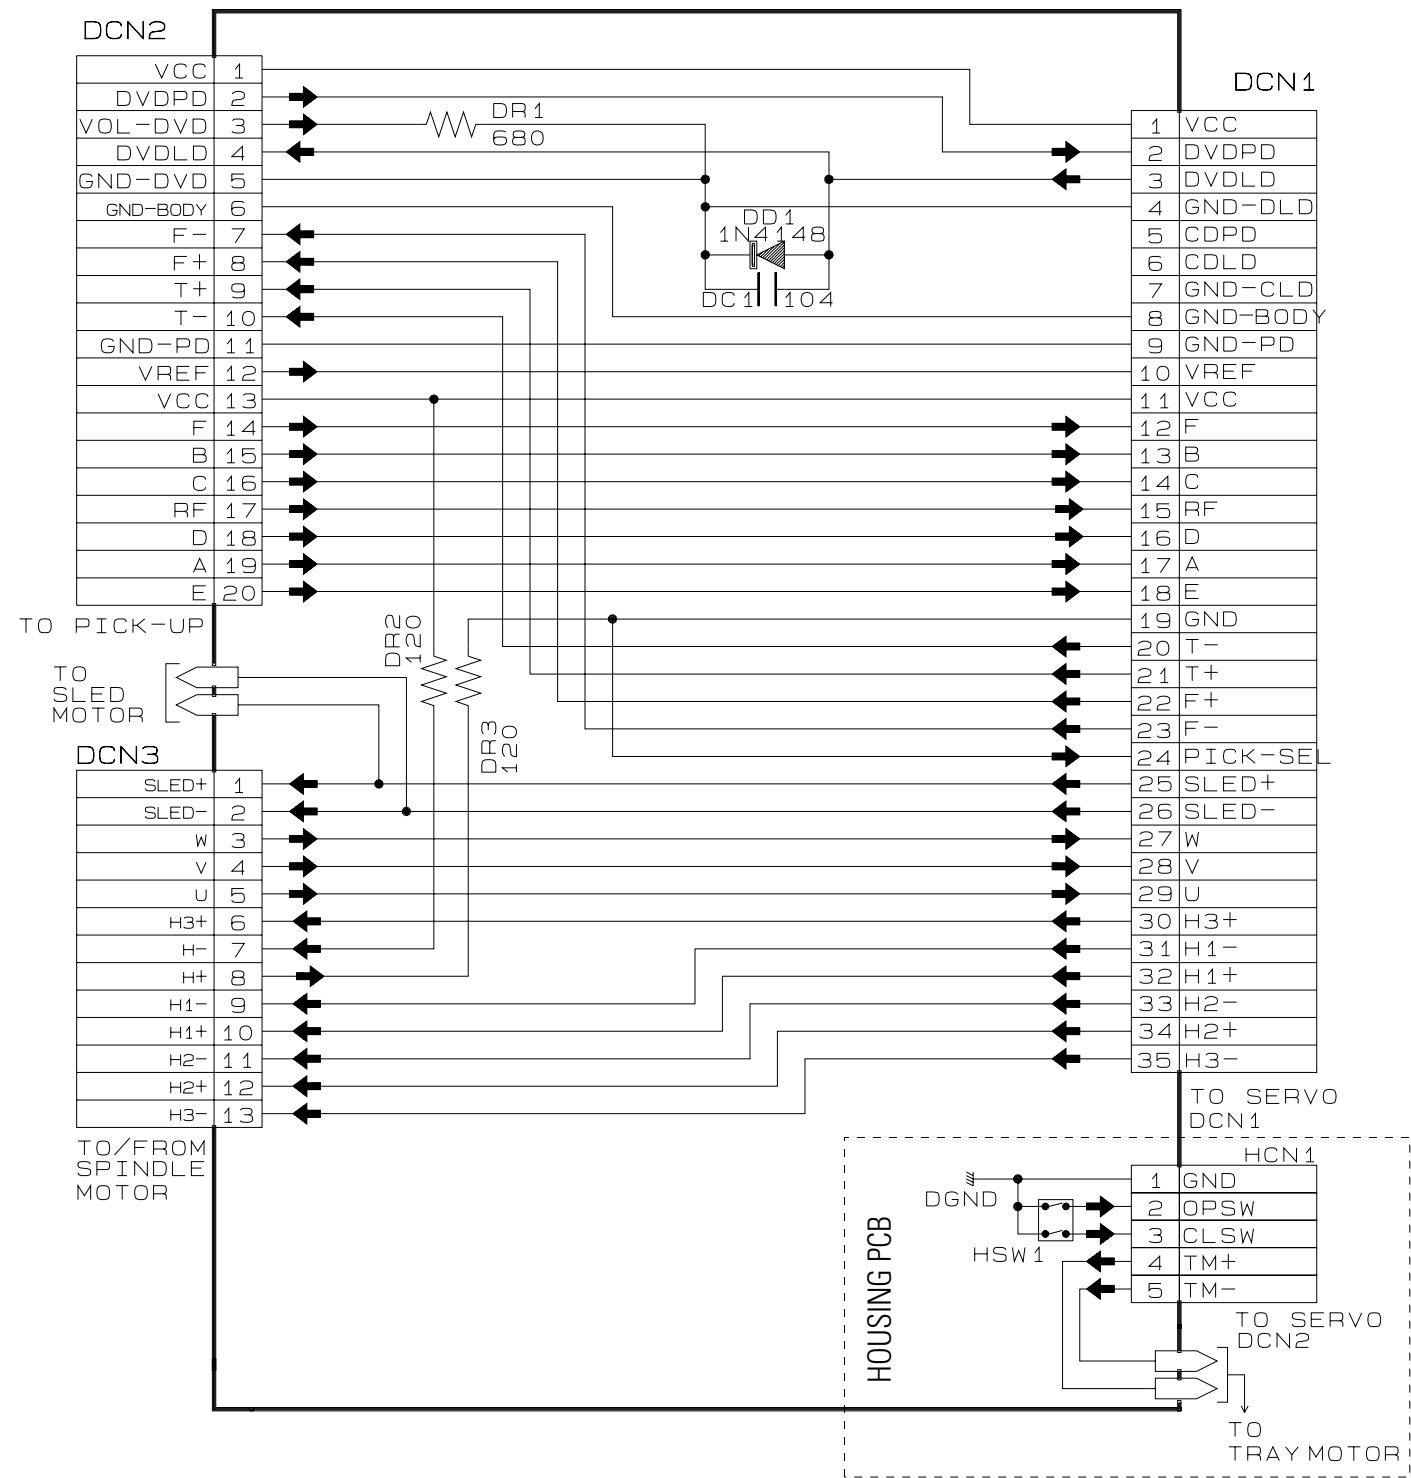 DCN2
VCC 1
DVDPD 2
VOL-DVD 3
DVDLD 4
GND-DVD 5
GND-BODY 6
F- 7
F+ 8
T+ 9
T- 10
GND-PD 11
VREF 12
VCC 13
F 14
B 15
C 16
RF 17
D 18
A 19
E 20
TO PICK-UP
DR1
680
DD1
1N4148
DC1 104
DCN1
1 VCC
2 DVDPD
3 DVDLD
4 GND-DLD
5 CDPD
6 CDLD
7 GND-CLD
8 GND-BODY
9 GND-PD
10 VREF
11 VCC
12 F
13 B
14 C
15 RF
16 D
17 A
18 E
19 GND
20 T-
21 T+
22 F+
23 F-
24 PICK-SEL
25 SLED+
26 SLED-
27 W
28 V
29 U
30 H3+
31 H1-
32 H1+
33 H2-
34 H2+
35 H3-
TO SERVO
DCN1
DR2
120
DR3
120
TO
SLED
MOTOR
DCN3
SLED+ 1
SLED- 2
W 3
V 4
U 5
H3+ 6
H- 7
H+ 8
H1- 9
H1+ 10
H2- 11
H2+ 12
H3- 13
TO/FROM
SPINDLE
MOTOR
HCN1
1 GND
2 OPSW
3 CLSW
4 TM+
5 TM-
DGND
HSW1
HOUSING PCB
TO SERVO
DCN2
TO
TRAY MOTOR